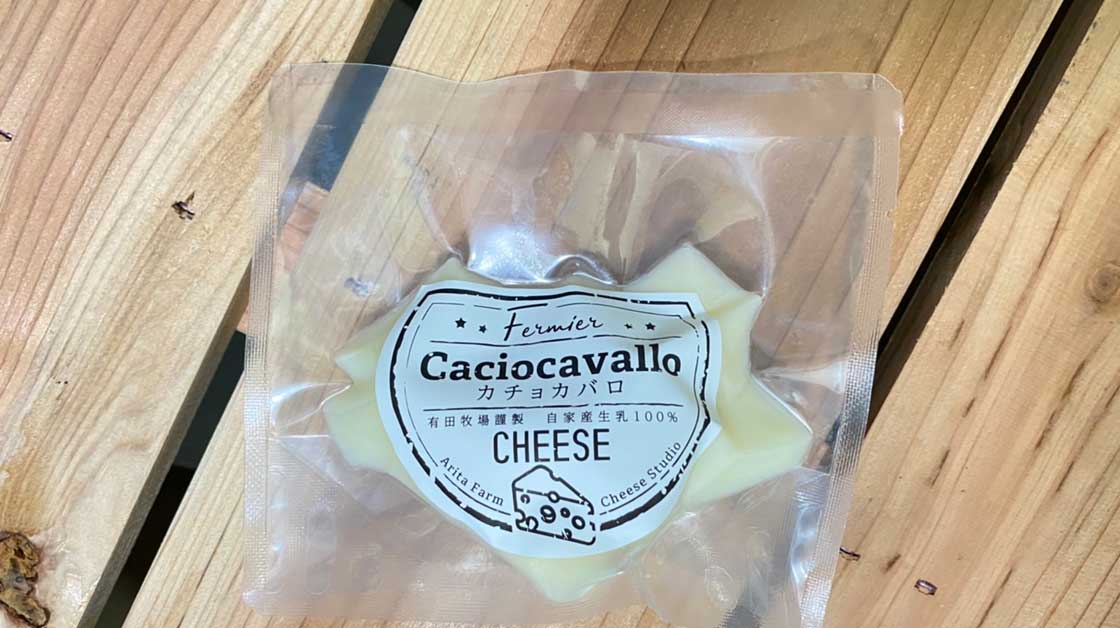 Fermier
Caciocavallo
カチョカバロ
有田牧場謹製 自家産生乳100%
CHEESE
Arita Farm Cheese Studio